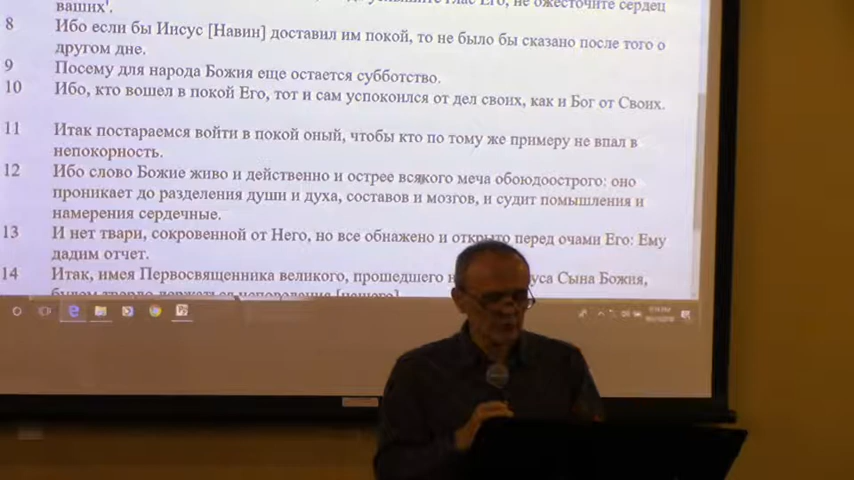 глас Его, не ожесточите сердец
ваших'.
8 Ибо если бы Иисус [Навин] доставил им покой, то не было бы сказано после того о
другом дне.
9 Посему для народа Божия еще остается субботство.
10 Ибо, кто вошел в покой Его, тот и сам успокоился от дел своих, как и Бог от Своих.
11 Итак постараемся войти в покой оный, чтобы кто по тому же примеру не впал в
непокорность.
12 Ибо слово Божие живо и действенно и острее всякого меча обоюдоострого: оно
проникает до разделения души и духа, составов и мозгов, и судит помышления и
намерения сердечные.
13 И нет твари, сокровенной от Него, но все обнажено и открыто перед очами Его: Ему
дадим отчет.
14 Итак, имея Первосвященника великого, прошедшего Сына Божия,